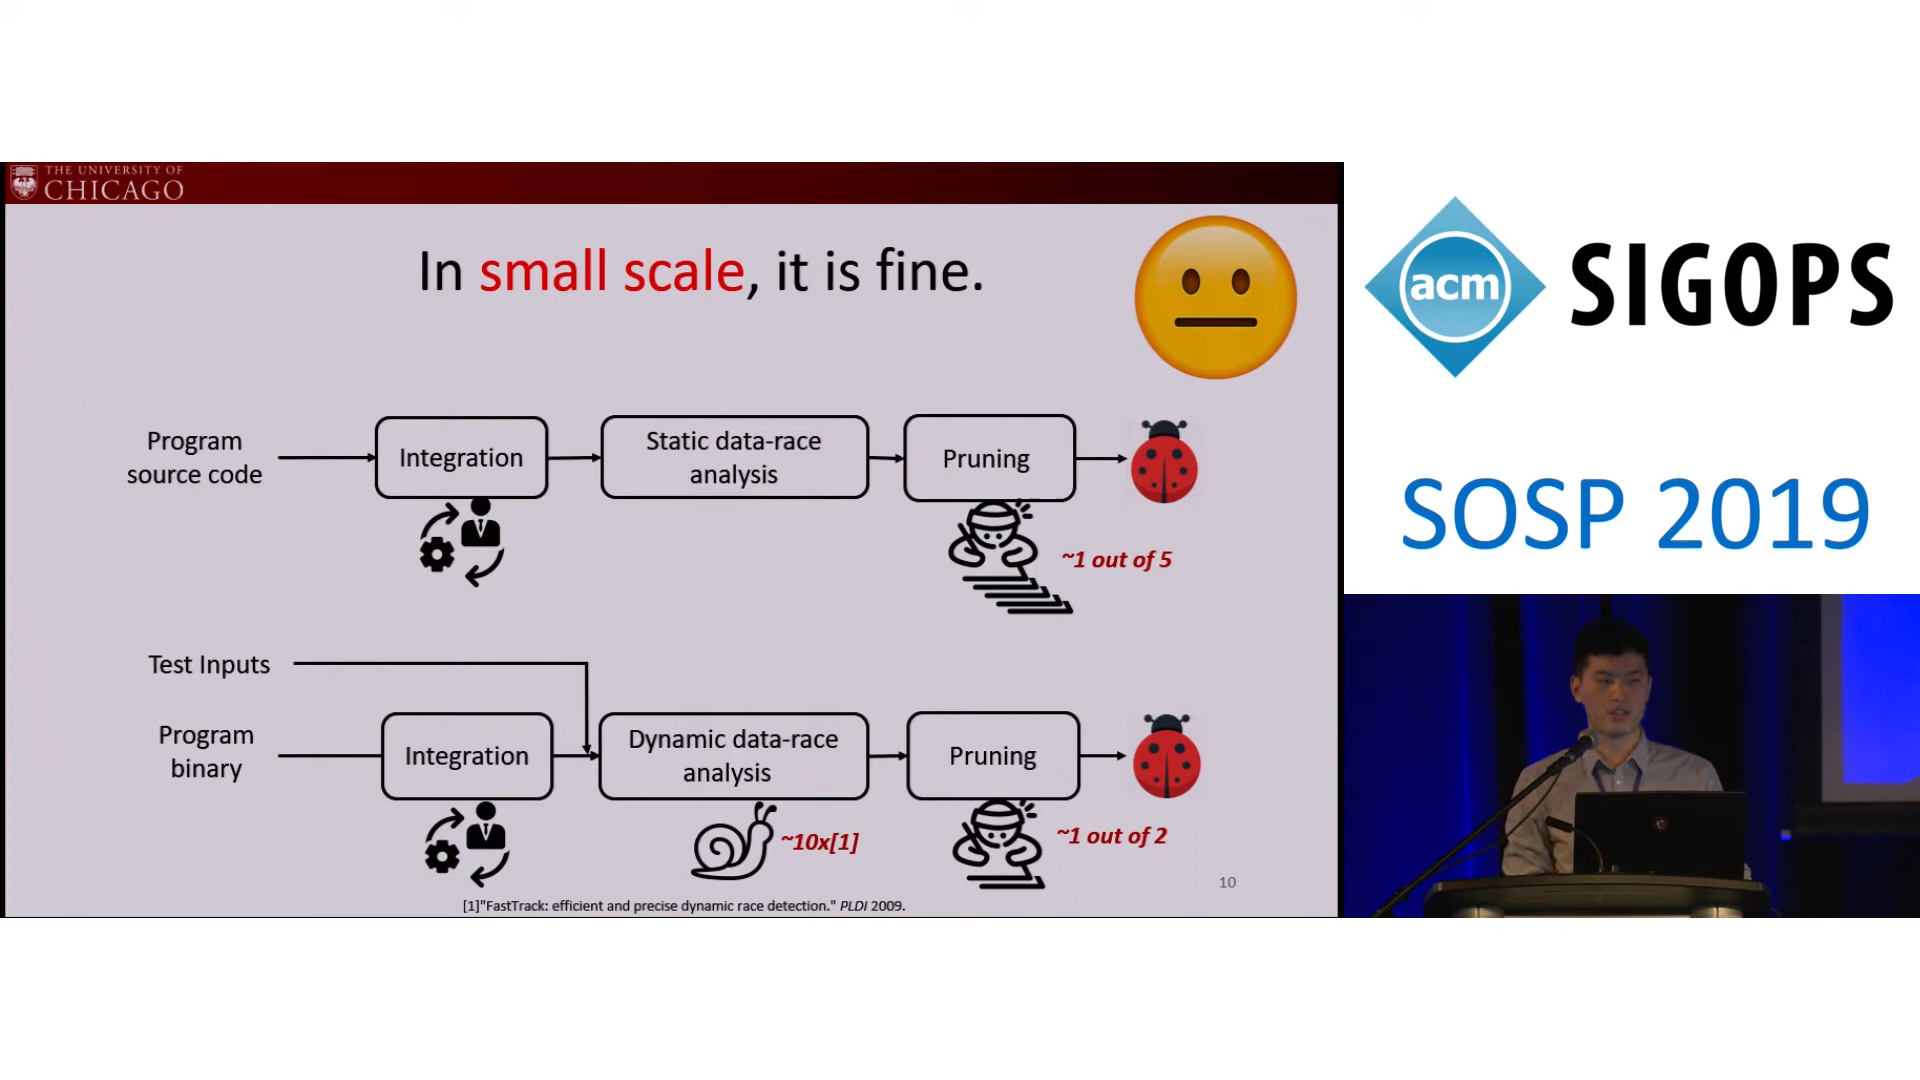 THE UNIVERSITY OF
CHICAGO
In small scale, it is fine.
Program
source code
Integration
Static data-race
analysis
Pruning
~1 out of 5
Test Inputs
Program
binary
Integration
Dynamic data-race
analysis
Pruning
~10x[1]
~1 out of 2
10
[1]"FastTrack: efficient and precise dynamic race detection." PLDI 2009.
acm
SIGOPS
SOSP 2019